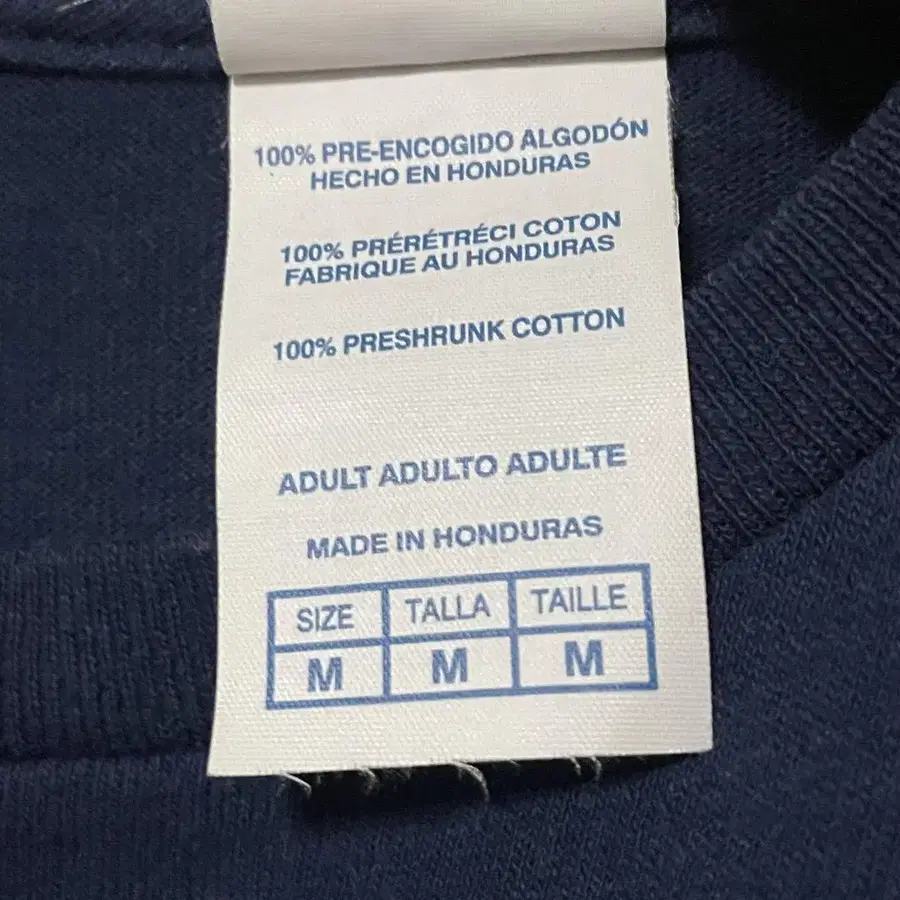 100% PRE-ENCOGIDO ALGODÓN
HECHO EN HONDURAS
100% PRÉRÉTRÉCI COTON
FABRIQUE AU HONDURAS
100% PRESHRUNK COTTON
ADULT ADULTO ADULTE
MADE IN HONDURAS
SIZE TALLA TAILLE
M M M